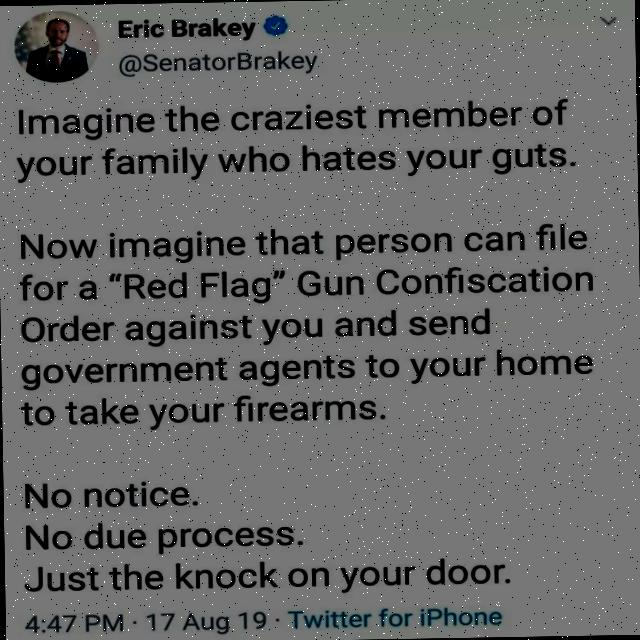 Eric Brakey
@SenatorBrakey
Imagine the craziest member of
your family who hates your guts.
Now imagine that person can file
for a “Red Flag” Gun Confiscation
Order against you and send
government agents to your home
to take your firearms.
No notice.
No due process.
Just the knock on your door.
4:47 PM · 17 Aug 19 · Twitter for iPhone